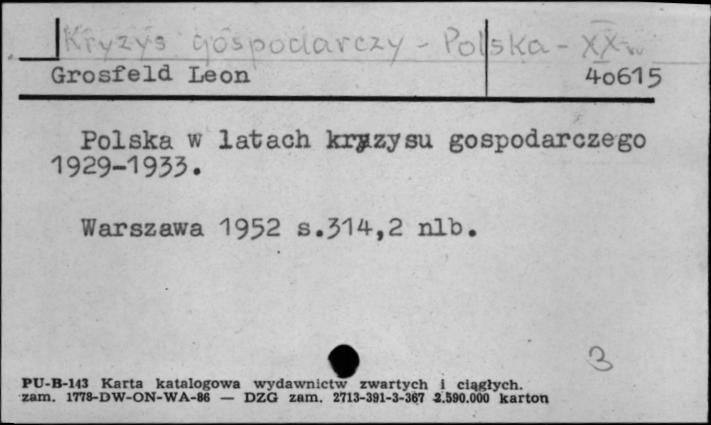 Kryzys gospodarczy - Polska - XX w.
Grosfeld Leon 40615
Polska w latach kryzysu gospodarczego
1929-1933.
Warszawa 1952 s.314,2 nlb.
3
PU-B-143 Karta katalogowa wydawnictw zwartych i ciągłych.
zam. 1778-DW-ON-WA-86 — DZG zam. 2713-391-3-367 2.590.000 karton